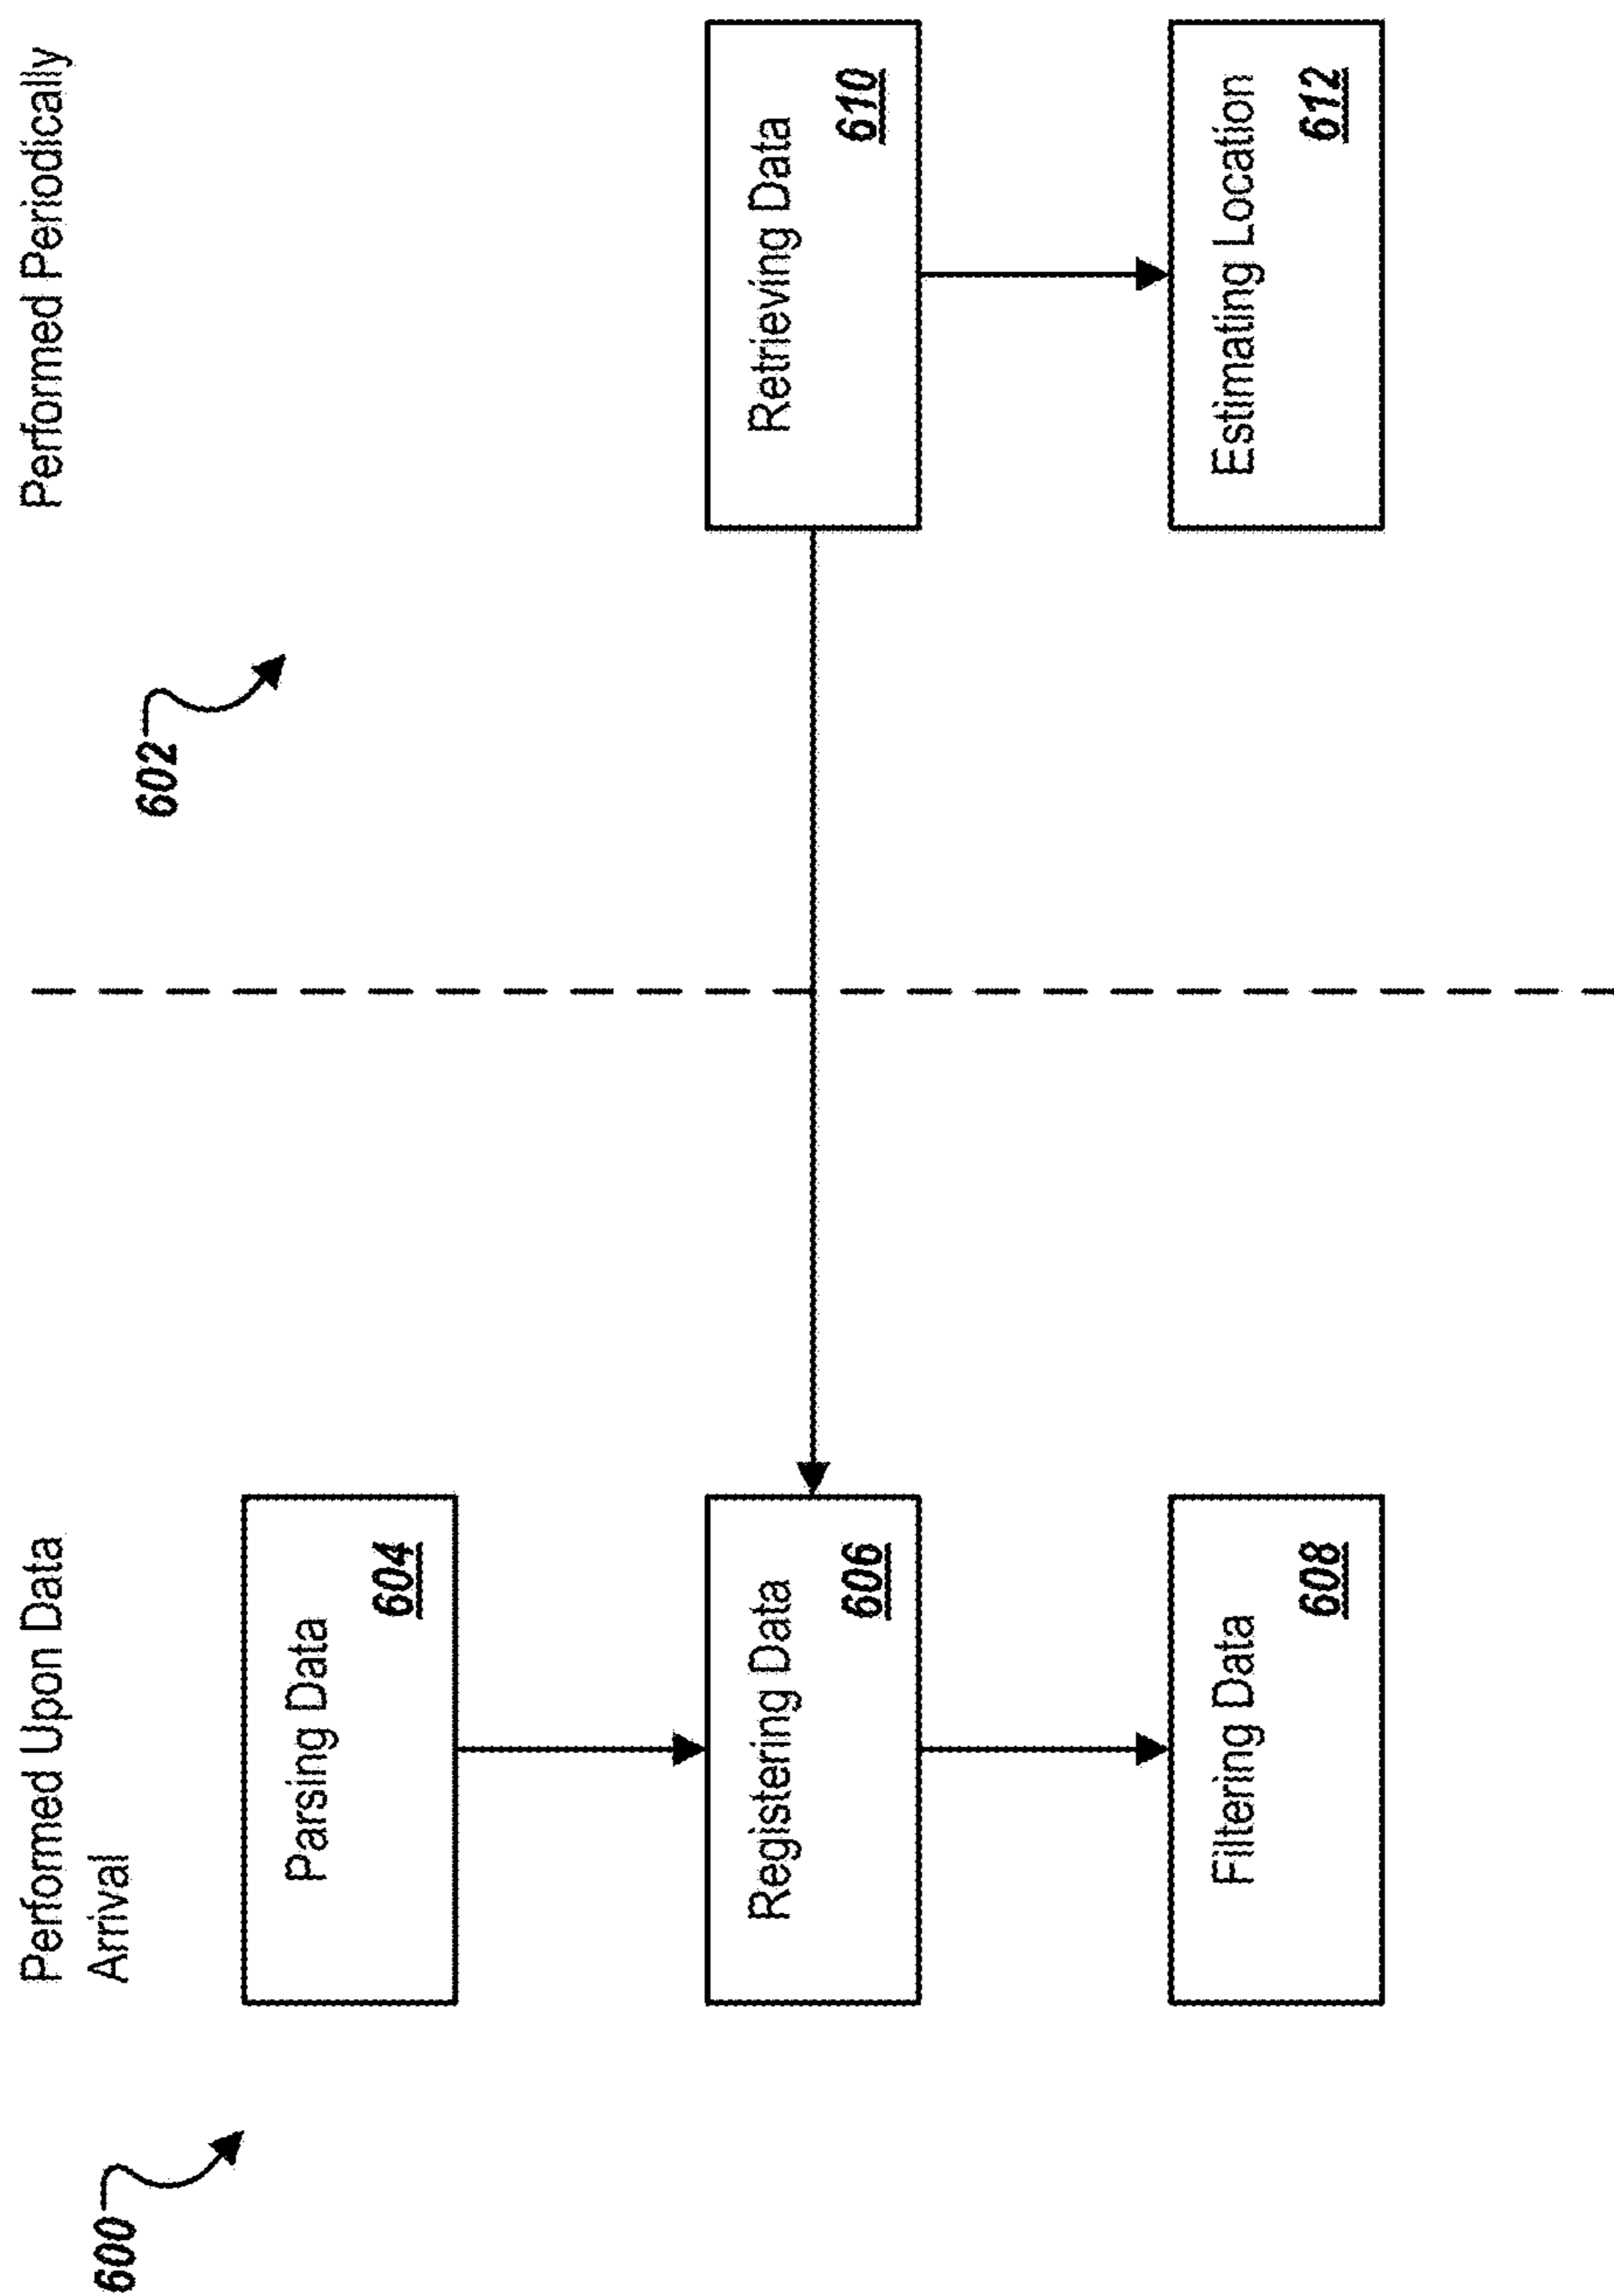 600
Performed Upon Data
Arrival
Parsing Data
604
Registering Data
606
Filtering Data
608
602
Performed Periodically
Retrieving Data
610
Estimating Location
612